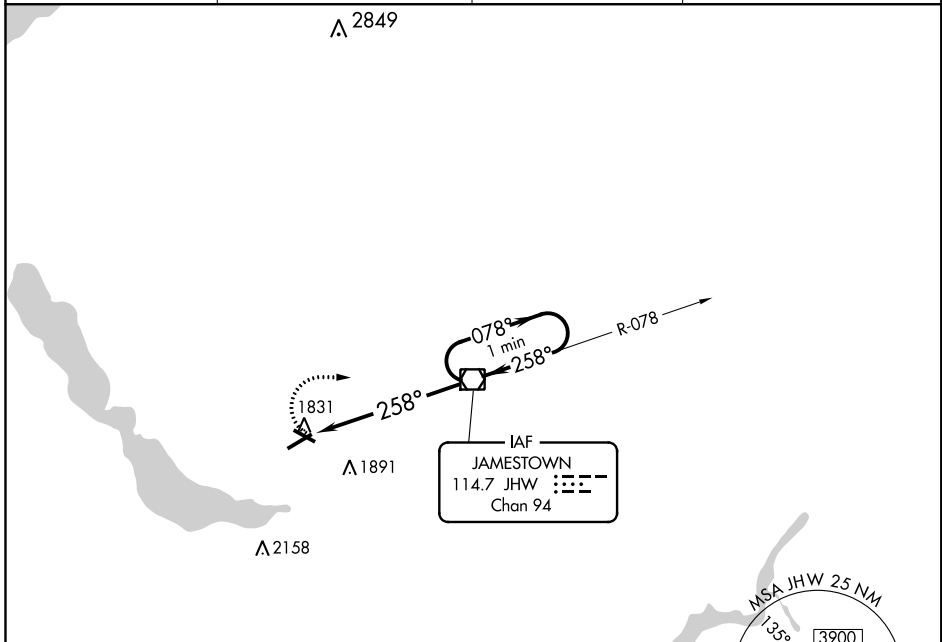 2849
078°
1 min
258°
R-078
258°
1831
1891
IAF
JAMESTOWN
114.7 JHW
Chan 94
2158
MSA JHW 25 NM
135°
3900